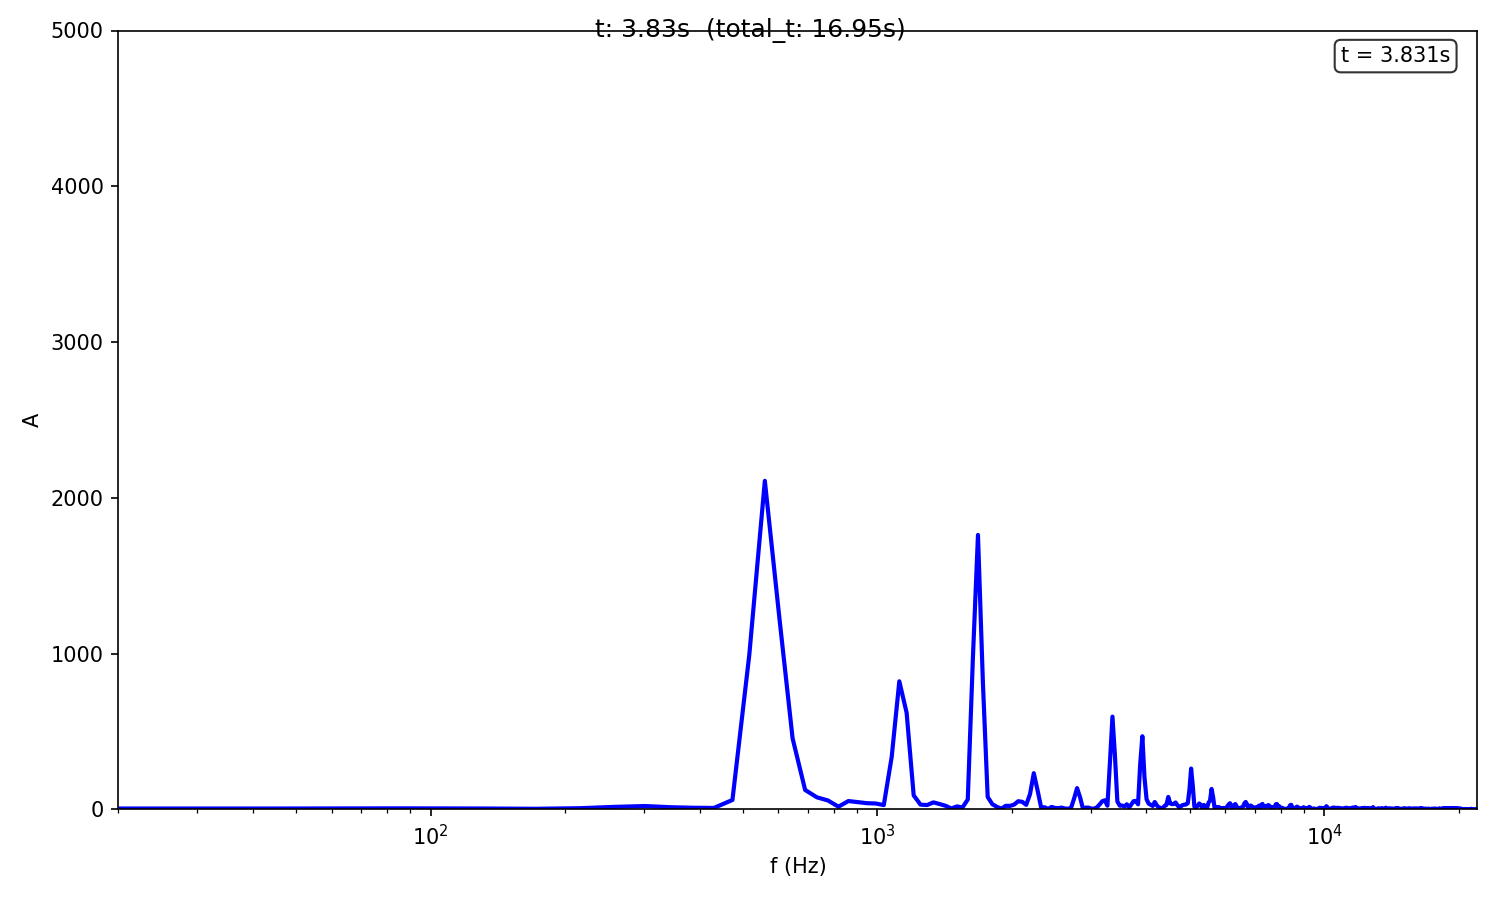 t: 3.83s (total_t: 16.95s)
t = 3.831s
5000
4000
3000
2000
1000
0
A
10²
10³
10⁴
f (Hz)